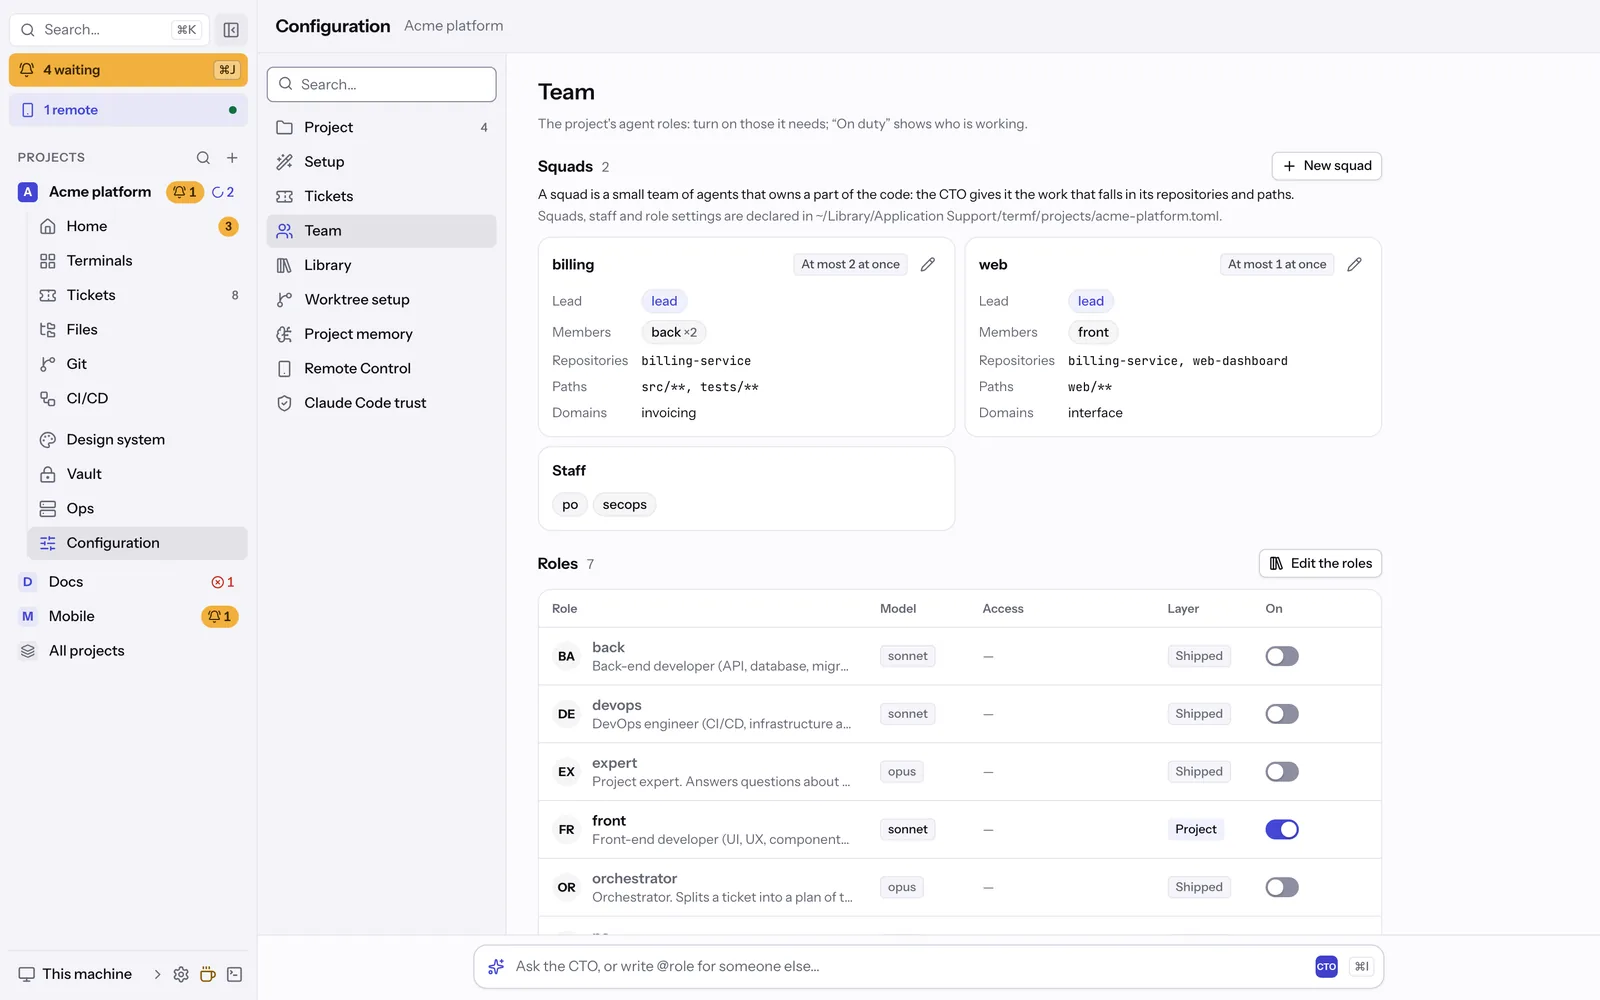 Search...
⌘K
4 waiting
⌘J
1 remote
PROJECTS
A Acme platform 1 2
Home 3
Terminals
Tickets 8
Files
Git
CI/CD
Design system
Vault
Ops
Configuration
D Docs 1
M Mobile 1
All projects
This machine
Configuration Acme platform
Search...
Project 4
Setup
Tickets
Team
Library
Worktree setup
Project memory
Remote Control
Claude Code trust
Team
The project's agent roles: turn on those it needs; “On duty” shows who is working.
Squads 2
New squad
A squad is a small team of agents that owns a part of the code: the CTO gives it the work that falls in its repositories and paths.
Squads, staff and role settings are declared in ~/Library/Application Support/termf/projects/acme-platform.toml.
billing At most 2 at once
Lead lead
Members back ×2
Repositories billing-service
Paths src/**, tests/**
Domains invoicing
web At most 1 at once
Lead lead
Members front
Repositories billing-service, web-dashboard
Paths web/**
Domains interface
Staff
po secops
Roles 7
Edit the roles
Role Model Access Layer On
BA back
Back-end developer (API, database, migr...
sonnet — Shipped
DE devops
DevOps engineer (CI/CD, infrastructure a...
sonnet — Shipped
EX expert
Project expert. Answers questions about ...
opus — Shipped
FR front
Front-end developer (UI, UX, component...
sonnet — Project
OR orchestrator
Orchestrator. Splits a ticket into a plan of t...
opus — Shipped
Ask the CTO, or write @role for someone else...
CTO
⌘I